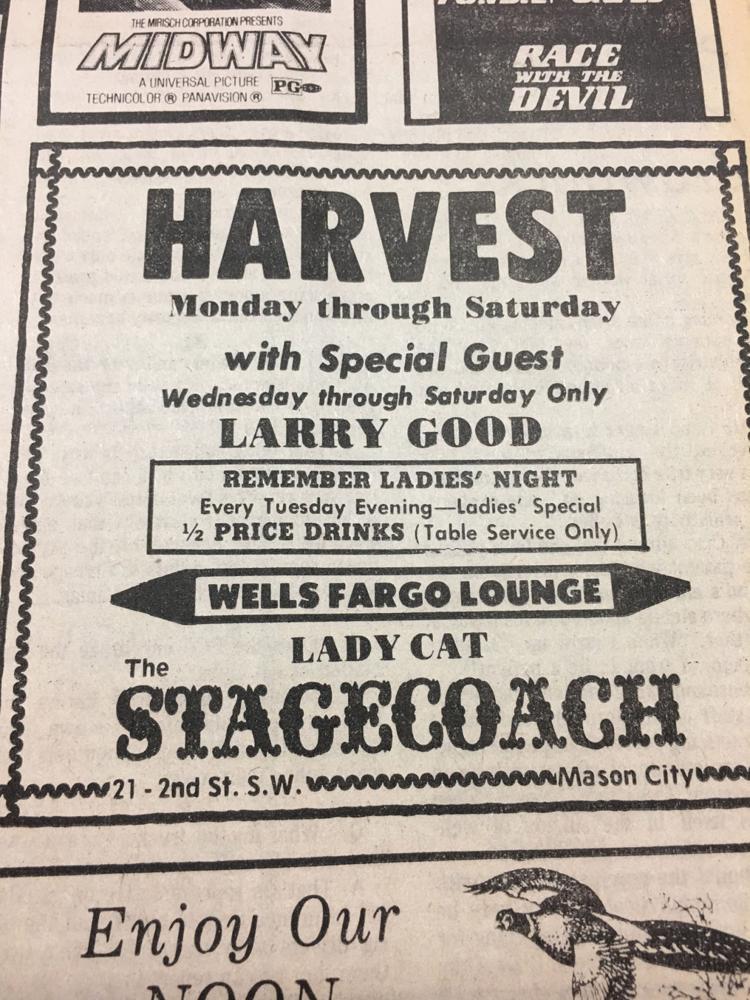 THE MIRISCH CORPORATION PRESENTS
MIDWAY
A UNIVERSAL PICTURE
TECHNICOLOR ® PANAVISION ®
PG
RACE
WITH THE
DEVIL
HARVEST
Monday through Saturday
with Special Guest
Wednesday through Saturday Only
LARRY GOOD
REMEMBER LADIES' NIGHT
Every Tuesday Evening—Ladies' Special
½ PRICE DRINKS (Table Service Only)
WELLS FARGO LOUNGE
LADY CAT
The
STAGECOACH
21 - 2nd St. S.W. Mason City
Enjoy Our
NOON